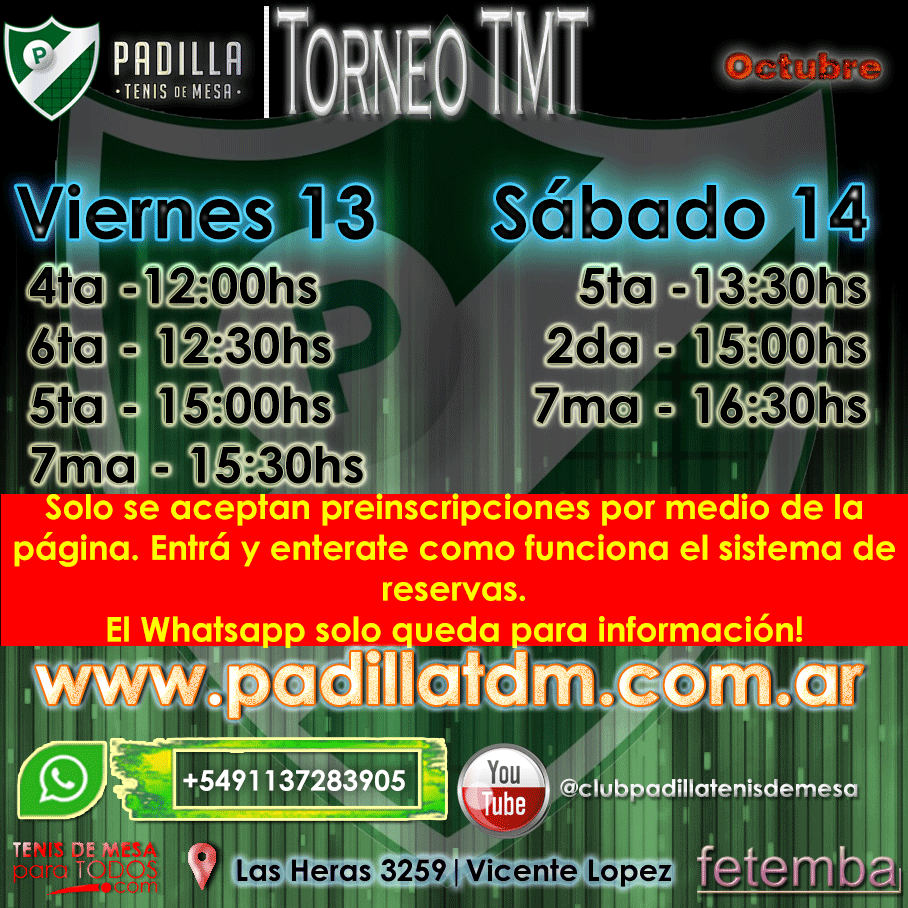 P
PADILLA
· TENIS DE MESA ·
TORNEO TMT
Octubre
Viernes 13
4ta -12:00hs
6ta - 12:30hs
5ta - 15:00hs
7ma - 15:30hs
Sábado 14
5ta -13:30hs
2da - 15:00hs
7ma - 16:30hs
P
Solo se aceptan preinscripciones por medio de la
página. Entrá y enterate como funciona el sistema de
reservas.
El Whatsapp solo queda para información!
www.padillatdm.com.ar
+5491137283905
You
Tube
@clubpadillatenisdemesa
TENIS DE MESA
para TODOS
.com
Las Heras 3259|Vicente Lopez
fetemba